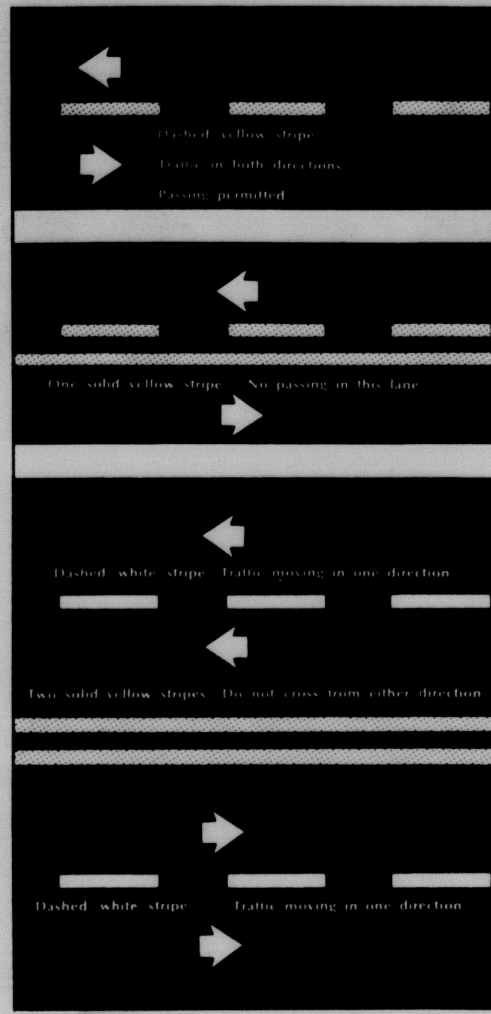 Dashed yellow stripe
Traffic in both directions
Passing permitted
One solid yellow stripe No passing in this lane
Dashed white stripe Traffic moving in one direction
Two solid yellow stripes Do not cross from either direction
Dashed white stripe Traffic moving in one direction